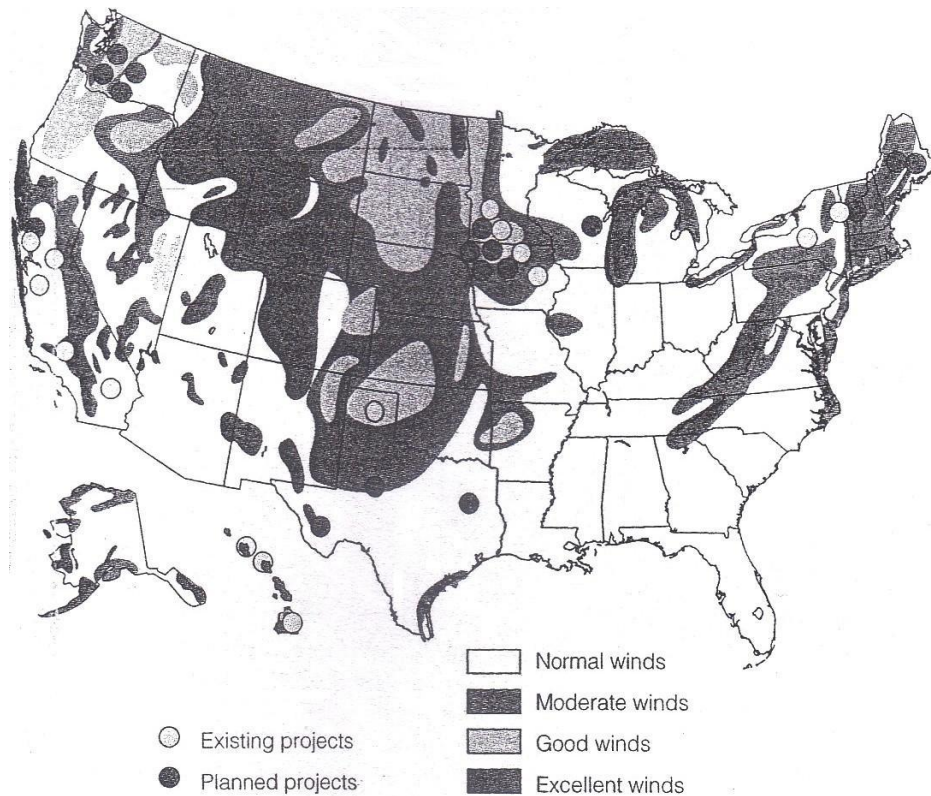 Normal winds
Moderate winds
Good winds
Excellent winds
Existing projects
Planned projects